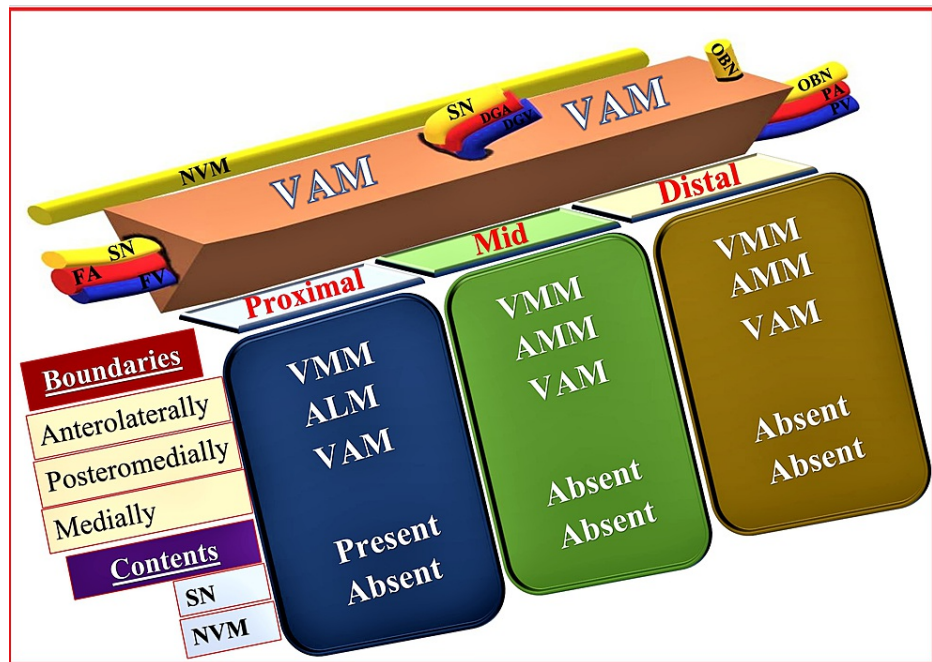 OBN
SN
DGA
DGV
VAM
OBN
PA
PV
NVM
VAM
SN
FA
FV
Proximal
Mid
Distal
Boundaries
Anterolaterally
Posteromedially
Medially
Contents
SN
NVM
VMM
ALM
VAM
Present
Absent
VMM
AMM
VAM
Absent
Absent
VMM
AMM
VAM
Absent
Absent